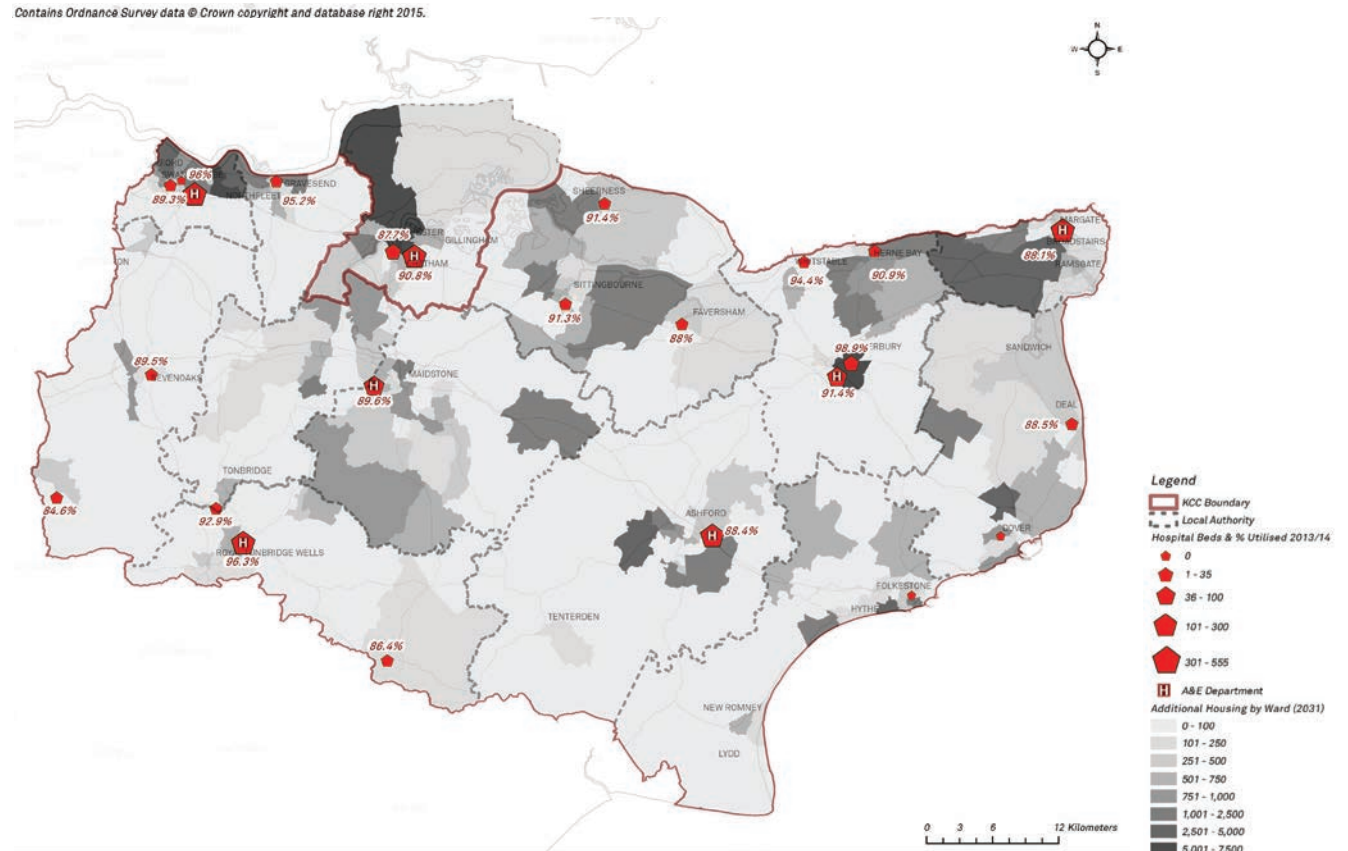 Contains Ordnance Survey data © Crown copyright and database right 2015.
N
W E
S
96%
89.3%
NORTHFLEET
GRAVESEND
95.2%
87.7%
GILLINGHAM
90.8%
SHEERNESS
91.4%
SITTINGBOURNE
91.3%
FAVERSHAM
88%
94.4%
HERNE BAY
90.9%
MARGATE
88.1%
RAMSGATE
98.9%
91.4%
SANDWICH
DEAL
88.5%
89.5%
MAIDSTONE
89.6%
TONBRIDGE
84.6%
92.9%
96.3%
ASHFORD
88.4%
DOVER
FOLKESTONE
HYTHE
TENTERDEN
86.4%
NEW ROMNEY
LYDD
Legend
KCC Boundary
Local Authority
Hospital Beds & % Utilised 2013/14
0
1 - 35
36 - 100
101 - 300
301 - 555
H A&E Department
Additional Housing by Ward (2031)
0 - 100
101 - 250
251 - 500
501 - 750
751 - 1,000
1,001 - 2,500
2,501 - 5,000
5,001 - 7,500
0 3 6 12 Kilometers